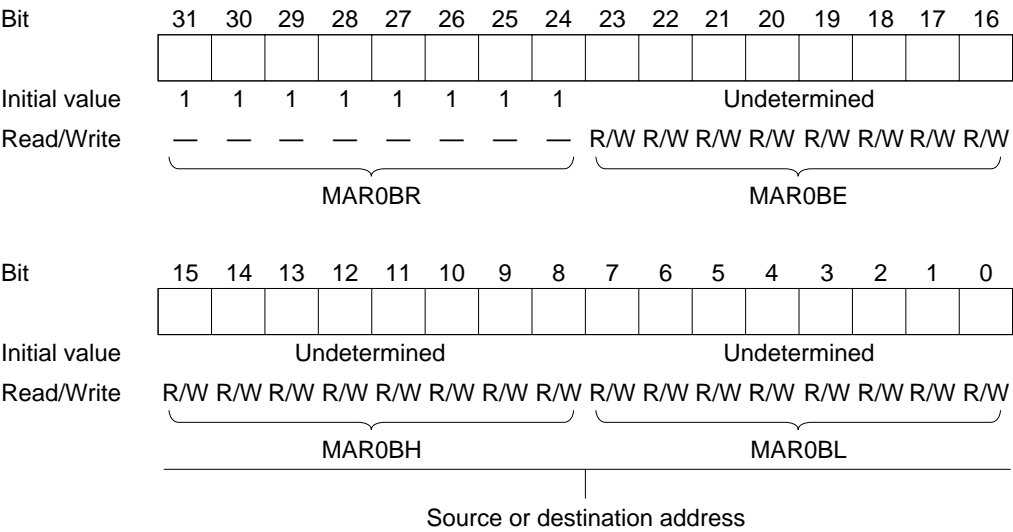 Bit 31 30 29 28 27 26 25 24 23 22 21 20 19 18 17 16
Initial value 1 1 1 1 1 1 1 1 Undetermined
Read/Write — — — — — — — — R/W R/W R/W R/W R/W R/W R/W R/W
MAR0BR MAR0BE
Bit 15 14 13 12 11 10 9 8 7 6 5 4 3 2 1 0
Initial value Undetermined Undetermined
Read/Write R/W R/W R/W R/W R/W R/W R/W R/W R/W R/W R/W R/W R/W R/W R/W R/W
MAR0BH MAR0BL
Source or destination address